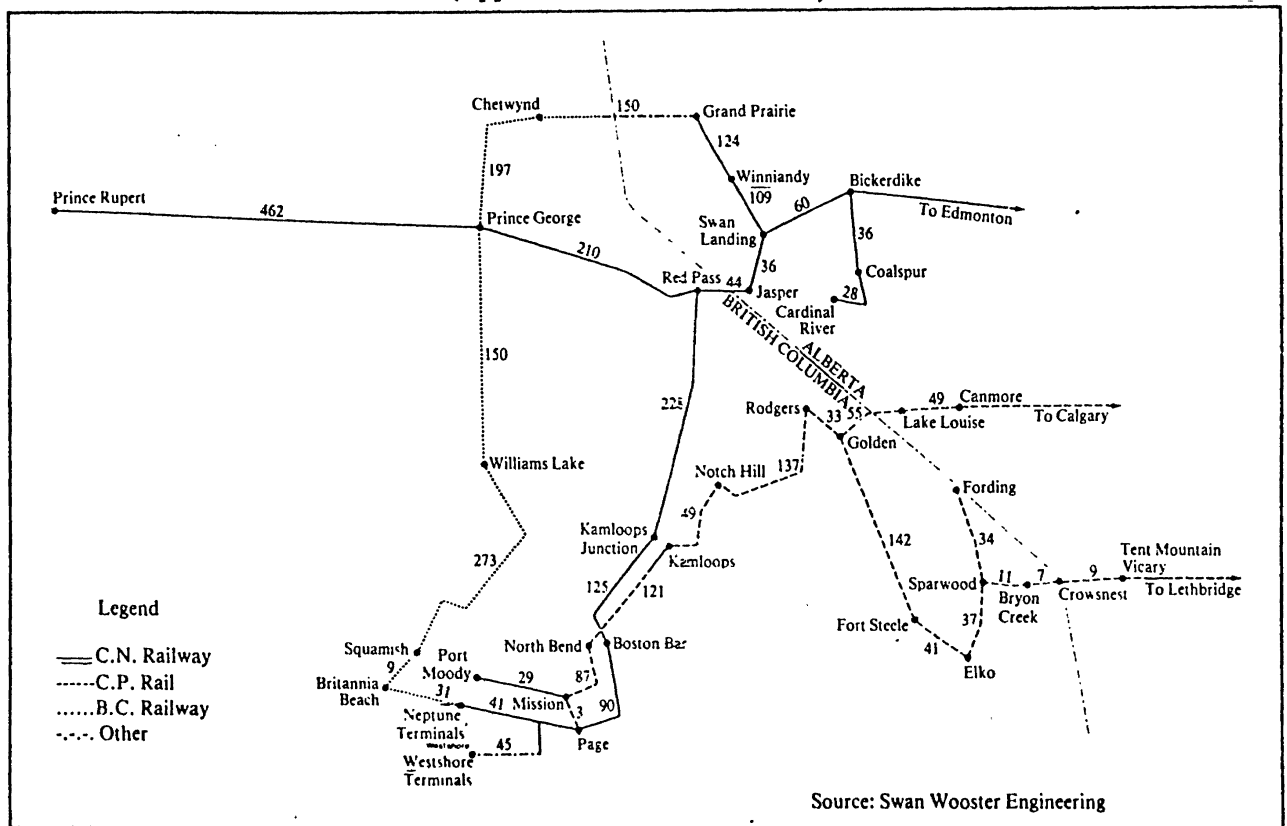 Chetwynd
150
Grand Prairie
124
197
Winniandy
109
Bickerdike
Prince Rupert
462
60
To Edmonton
Prince George
Swan
Landing
36
210
Coalspur
Red Pass
44
36
Jasper
28
Cardinal
River
BRITISH COLUMBIA
ALBERTA
150
Rodgers
33
55
49
Canmore
Lake Louise
To Calgary
Golden
Notch Hill
137
Williams Lake
Fording
49
Kamloops
Junction
142
34
Kamloops
273
Tent Mountain
Vicary
Sparwood
11
7
9
To Lethbridge
Bryon
Creek
Crowsnest
125
121
37
Fort Steele
41
Elko
Legend
C.N. Railway
C.P. Rail
B.C. Railway
Other
Squamish
9
Port
Moody
North Bend
Boston Bar
Britannia
Beach
29
87
31
41
Mission
90
3
Neptune
Terminals
Page
Westshore
45
Westshore
Terminals
Source: Swan Wooster Engineering